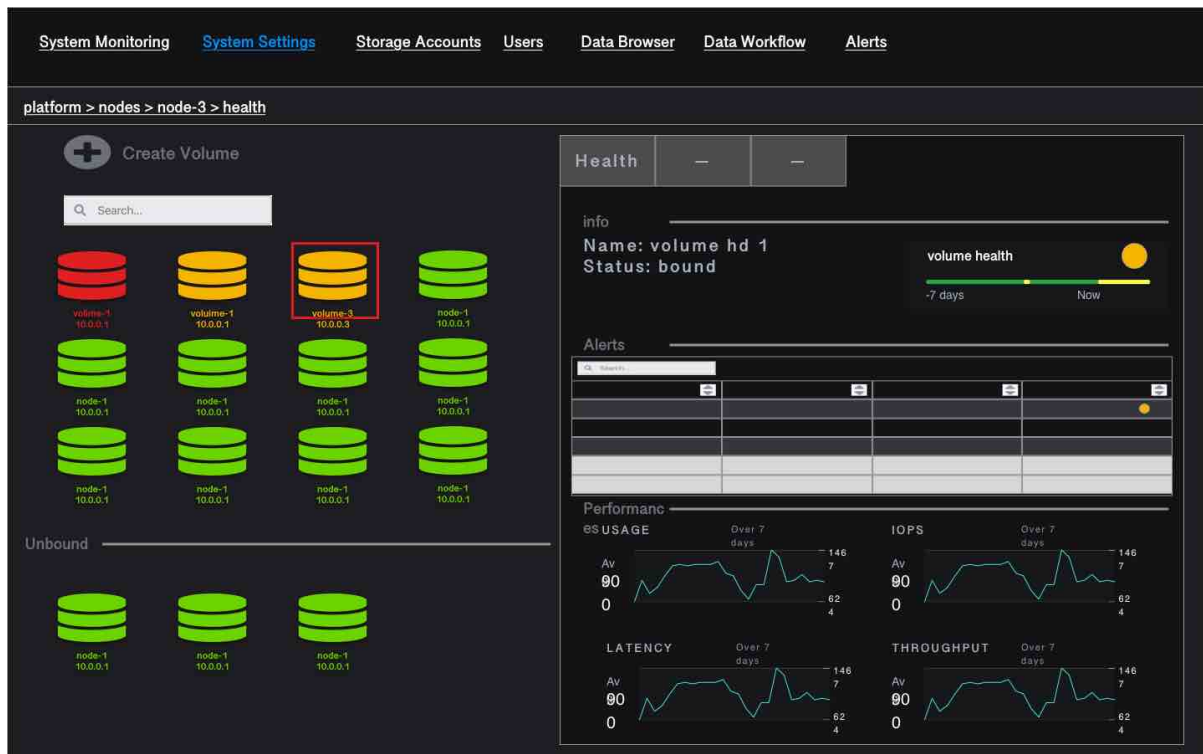 System Monitoring System Settings Storage Accounts Users Data Browser Data Workflow Alerts
platform > nodes > node-3 > health
Create Volume
Search...
volime-1
10.0.0.1
voluime-1
10.0.0.1
volume-3
10.0.0.3
node-1
10.0.0.1
node-1
10.0.0.1
node-1
10.0.0.1
node-1
10.0.0.1
node-1
10.0.0.1
node-1
10.0.0.1
node-1
10.0.0.1
node-1
10.0.0.1
node-1
10.0.0.1
Unbound
node-1
10.0.0.1
node-1
10.0.0.1
node-1
10.0.0.1
Health — —
info
Name: volume hd 1
Status: bound
volume health
-7 days Now
Alerts
Search...
Performanc
es
USAGE
Over 7
days
Av
90
0
146
7
62
4
IOPS
Over 7
days
Av
90
0
146
7
62
4
LATENCY
Over 7
days
Av
90
0
146
7
62
4
THROUGHPUT
Over 7
days
Av
90
0
146
7
62
4